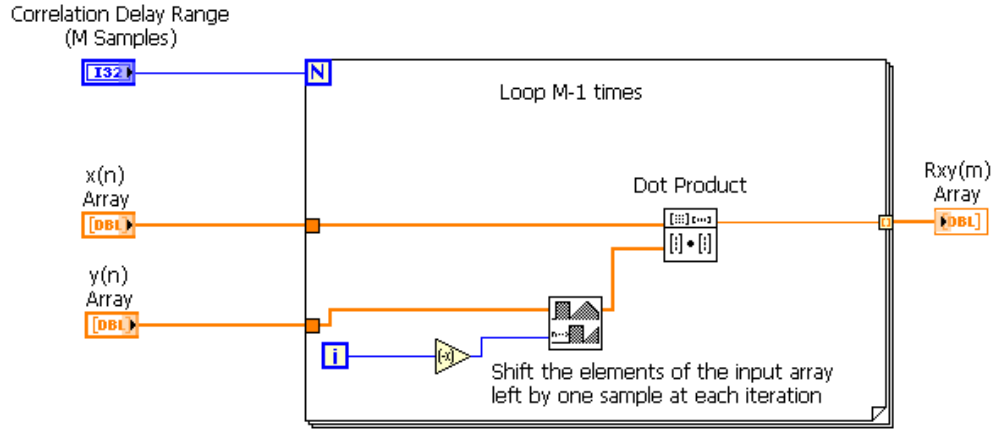 Correlation Delay Range
(M Samples)
I32
N
Loop M-1 times
x(n)
Array
[DBL]
Dot Product
Rxy(m)
Array
[DBL]
y(n)
Array
[DBL]
i
[-x]
n-->
Shift the elements of the input array
left by one sample at each iteration